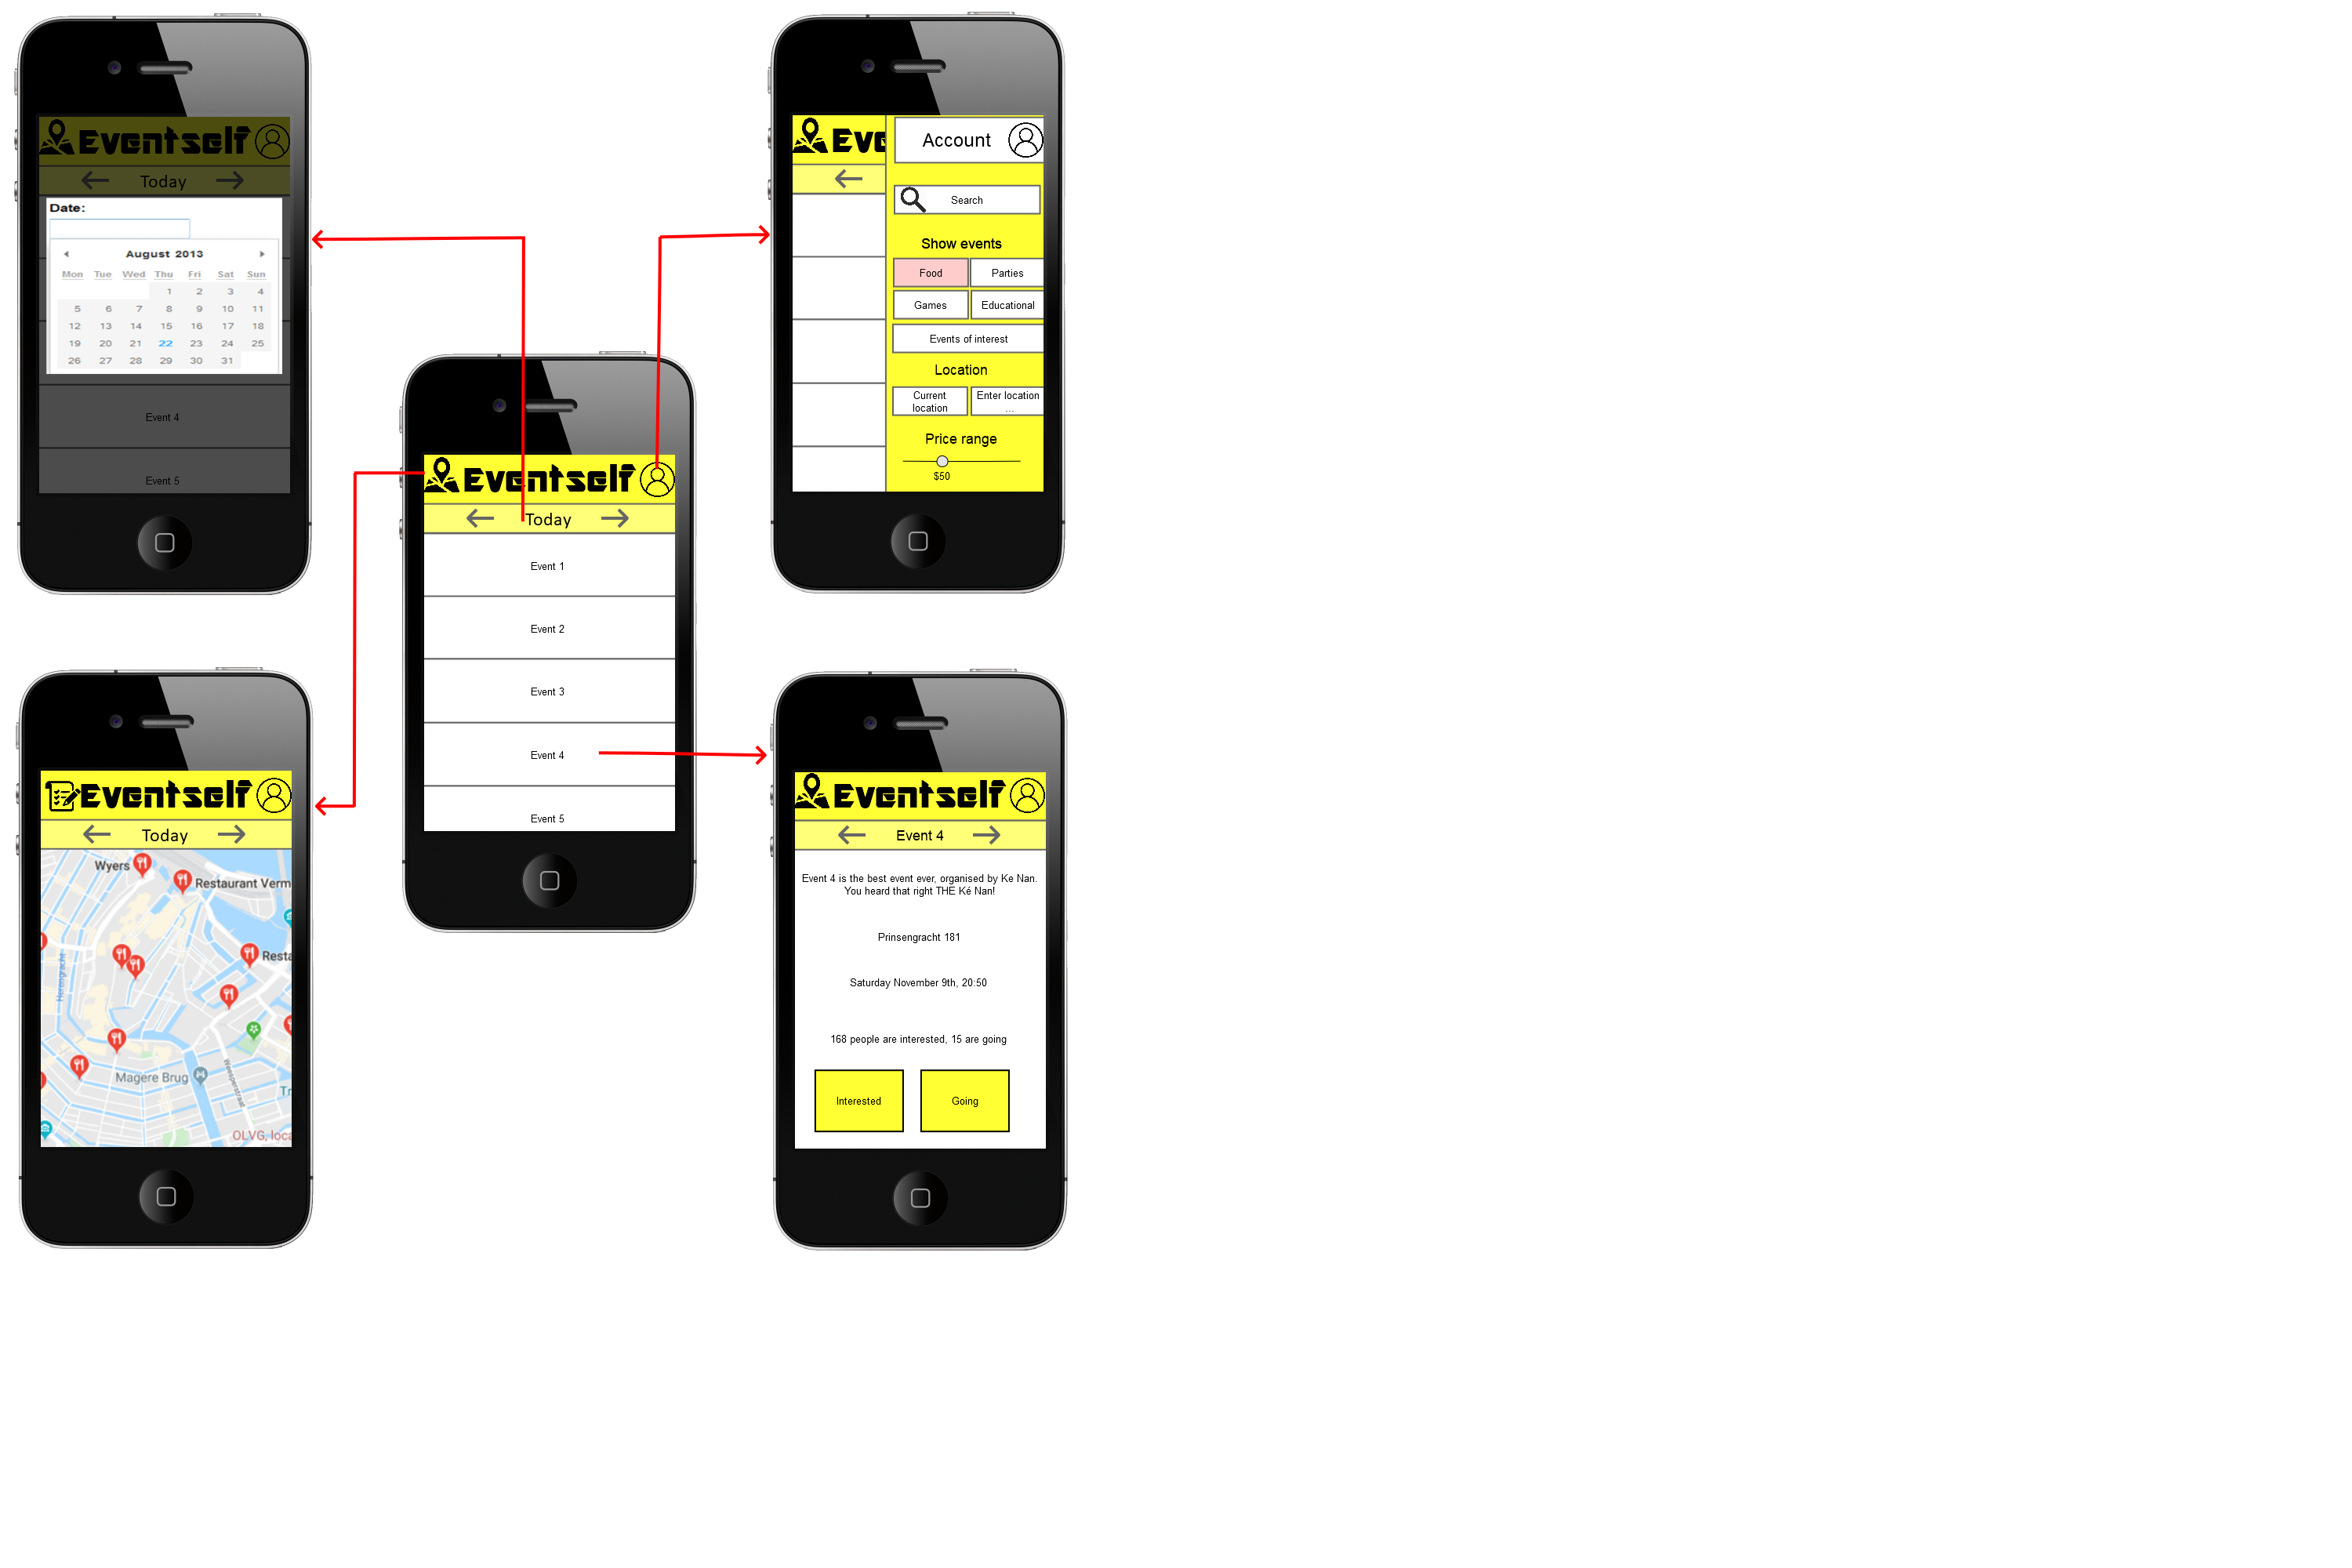 Eventself
Today
Date:
August 2013
Mon Tue Wed Thu Fri Sat Sun
1 2 3 4
5 6 7 8 9 10 11
12 13 14 15 16 17 18
19 20 21 22 23 24 25
26 27 28 29 30 31
Event 4
Event 5
Eve
Account
Search
Show events
Food Parties
Games Educational
Events of interest
Location
Current
location
Enter location
...
Price range
$50
Eventself
Today
Event 1
Event 2
Event 3
Event 4
Event 5
Eventself
Today
Wyers
Restaurant Verm
Resta
Herengracht
Weesperstraat
Magere Brug
Tr
OLVG, loca
Eventself
Event 4
Event 4 is the best event ever, organised by Ke Nan.
You heard that right THE Ké Nan!
Prinsengracht 181
Saturday November 9th, 20:50
168 people are interested, 15 are going
Interested Going